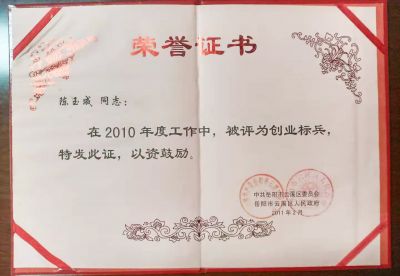 荣誉证书
陈玉成 同志：
在2010年度工作中，被评为创业标兵，
特发此证，以资鼓励。
中共岳阳市云溪区委员会
岳阳市云溪区人民政府
2011年2月